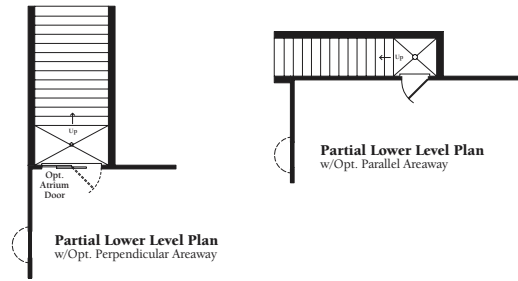 Up
Opt.
Atrium
Door
Partial Lower Level Plan
w/Opt. Perpendicular Areaway
Up
Partial Lower Level Plan
w/Opt. Parallel Areaway